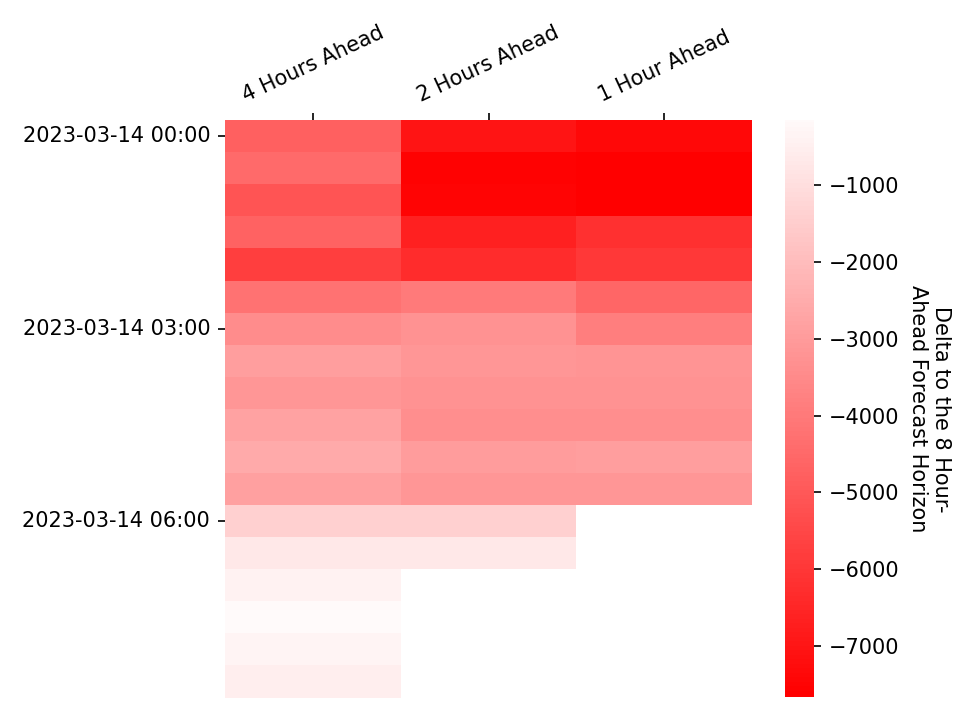 4 Hours Ahead
2 Hours Ahead
1 Hour Ahead
2023-03-14 00:00
2023-03-14 03:00
2023-03-14 06:00
−1000
−2000
−3000
−4000
−5000
−6000
−7000
Delta to the 8 Hour-
Ahead Forecast Horizon